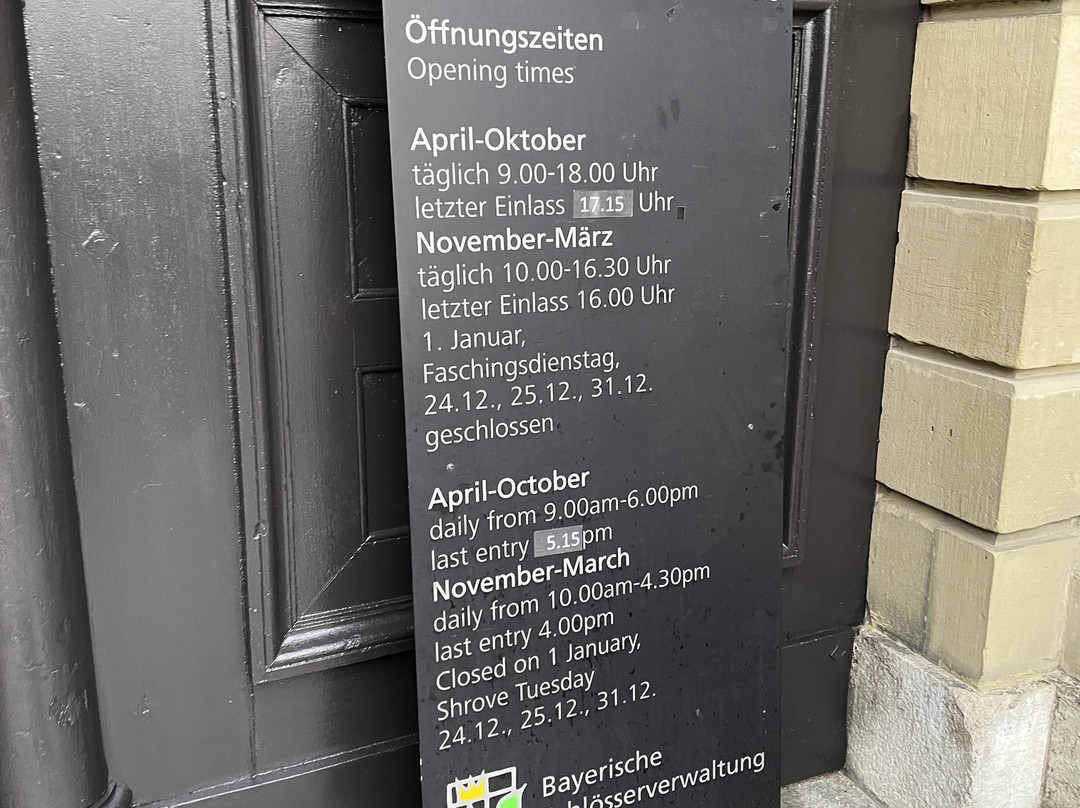 Öffnungszeiten
Opening times
April-Oktober
täglich 9.00-18.00 Uhr
letzter Einlass 17.15 Uhr
November-März
täglich 10.00-16.30 Uhr
letzter Einlass 16.00 Uhr
1. Januar,
Faschingsdienstag,
24.12., 25.12., 31.12.
geschlossen
April-October
daily from 9.00am-6.00pm
last entry 5.15pm
November-March
daily from 10.00am-4.30pm
last entry 4.00pm
Closed on 1 January,
Shrove Tuesday
24.12., 25.12., 31.12.
Bayerische